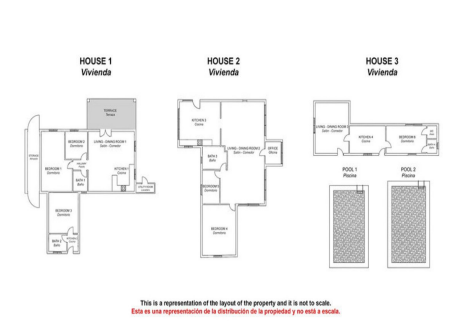 HOUSE 1
Vivienda
HOUSE 2
Vivienda
HOUSE 3
Vivienda
TERRACE
Terraza
BEDROOM 3
Dormitorio
LIVING - DINING ROOM 1
Salón - Comedor
BEDROOM 1
Dormitorio
BATH 1
Baño
KITCHEN 1
Cocina
BEDROOM 2
Dormitorio
BATH 2
Baño
KITCHEN 3
Cocina
LIVING - DINING ROOM 2
Salón - Comedor
BATH 3
Baño
OFFICE
Oficina
BEDROOM 5
Dormitorio
BEDROOM 4
Dormitorio
LIVING - DINING ROOM 3
Salón - Comedor
KITCHEN 4
Cocina
BEDROOM 6
Dormitorio
POOL 1
Piscina
POOL 2
Piscina
This is a representation of the layout of the property and it is not to scale.
Esta es una representación de la distribución de la propiedad y no está a escala.